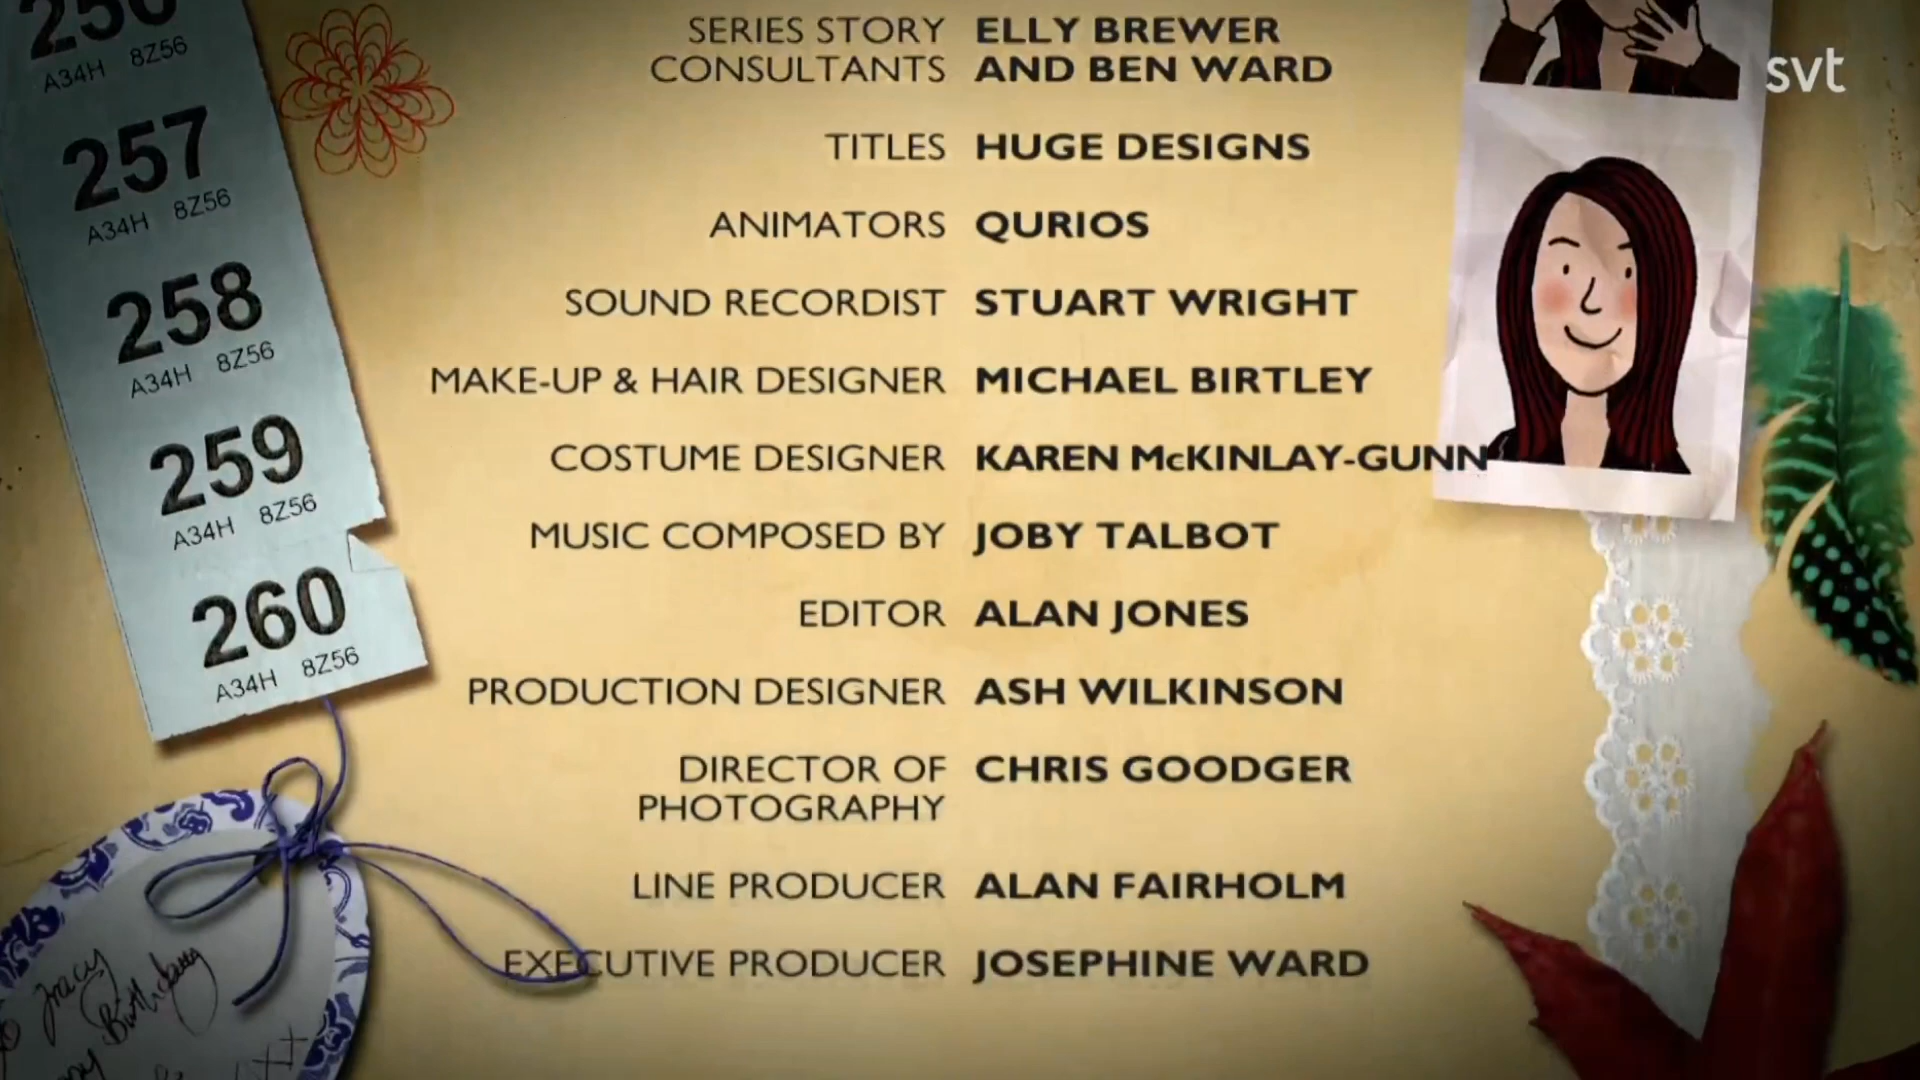 256
A34H 8Z56
257
A34H 8Z56
258
A34H 8Z56
259
A34H 8Z56
260
A34H 8Z56
SERIES STORY ELLY BREWER
CONSULTANTS AND BEN WARD
TITLES HUGE DESIGNS
ANIMATORS QURIOS
SOUND RECORDIST STUART WRIGHT
MAKE-UP & HAIR DESIGNER MICHAEL BIRTLEY
COSTUME DESIGNER KAREN McKINLAY-GUNN
MUSIC COMPOSED BY JOBY TALBOT
EDITOR ALAN JONES
PRODUCTION DESIGNER ASH WILKINSON
DIRECTOR OF CHRIS GOODGER
PHOTOGRAPHY
LINE PRODUCER ALAN FAIRHOLM
EXECUTIVE PRODUCER JOSEPHINE WARD
svt
Tracy
Birthday
xx